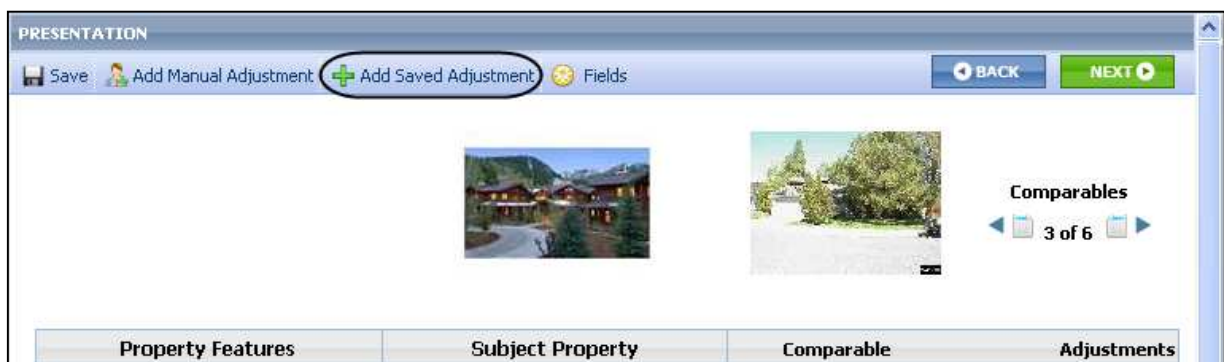 PRESENTATION
Save Add Manual Adjustment Add Saved Adjustment Fields BACK NEXT
Comparables
3 of 6
Property Features Subject Property Comparable Adjustments